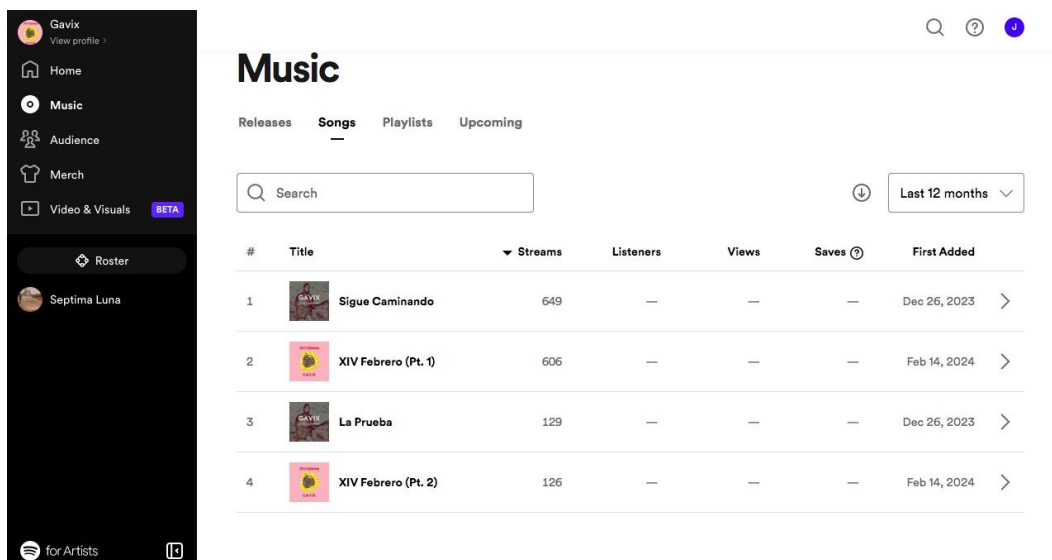 Gavix
View profile >
Home
Music
Audience
Merch
Video & Visuals BETA
Roster
Septima Luna
for Artists
J
Music
Releases Songs Playlists Upcoming
Search
Last 12 months
# Title Streams Listeners Views Saves First Added
1 Sigue Caminando 649 — — — Dec 26, 2023
2 XIV Febrero (Pt. 1) 606 — — — Feb 14, 2024
3 La Prueba 129 — — — Dec 26, 2023
4 XIV Febrero (Pt. 2) 126 — — — Feb 14, 2024
GAVIX
GAVIX